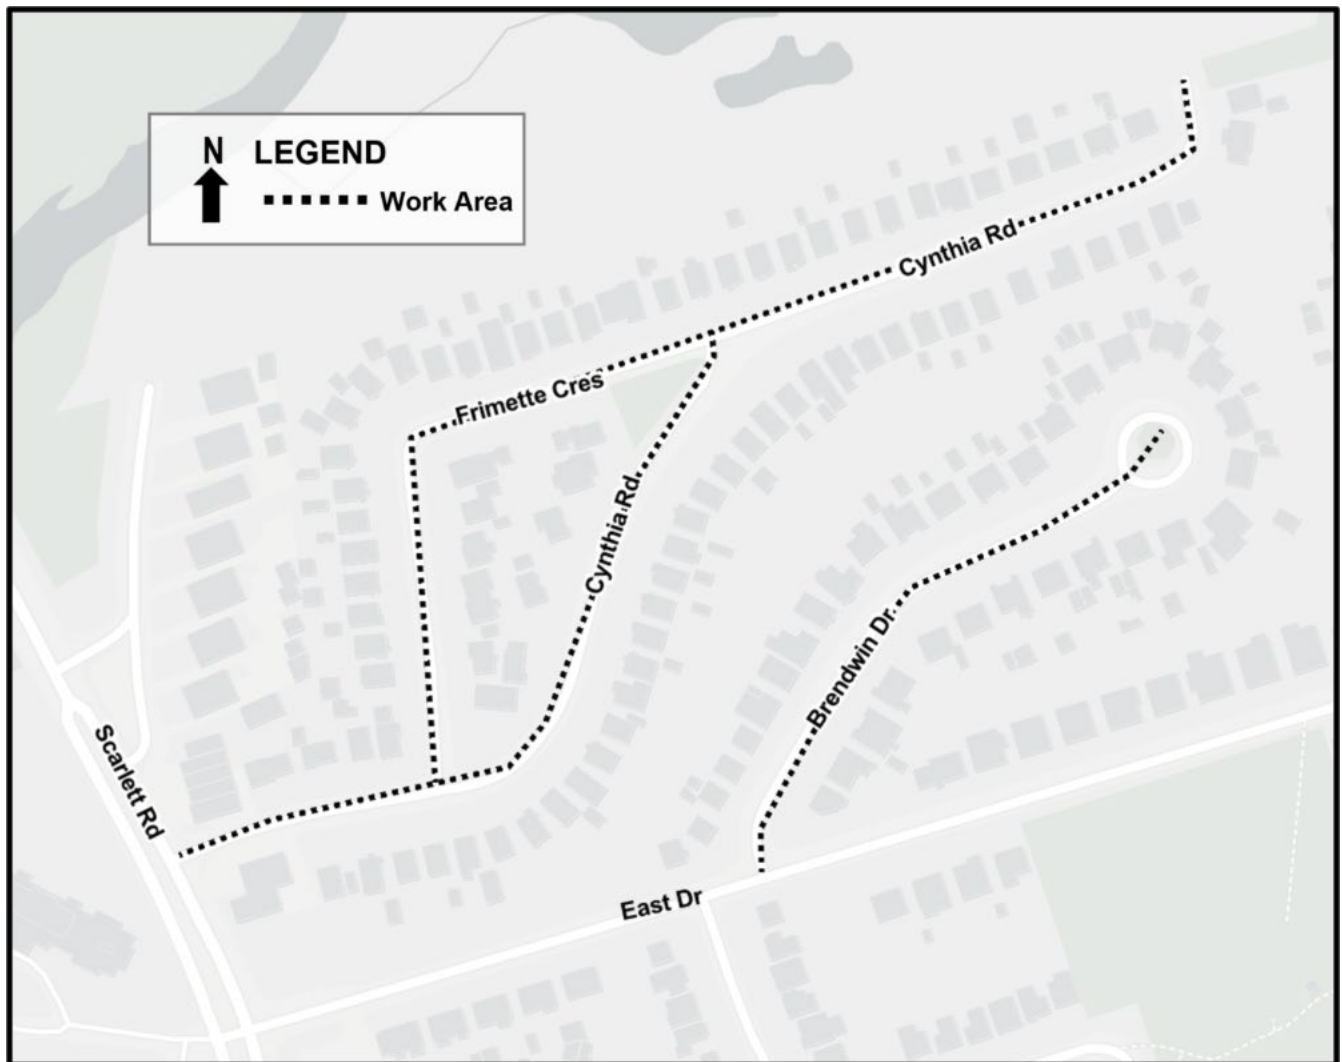 N LEGEND
Work Area
Cynthia Rd
Frimette Cres
Cynthia Rd
Brendwin Dr
Scarlett Rd
East Dr